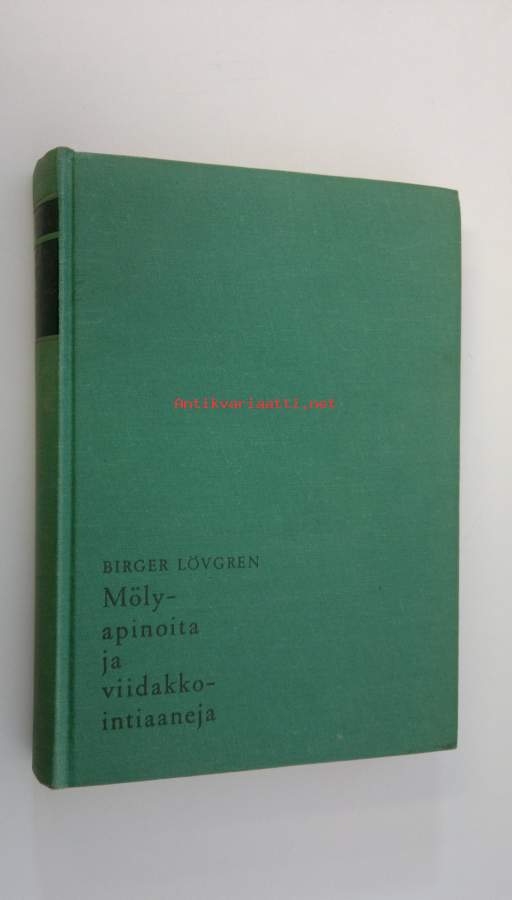 Antikvariaatti.net
BIRGER LÖVGREN
Möly-
apinoita
ja
viidakko-
intiaaneja